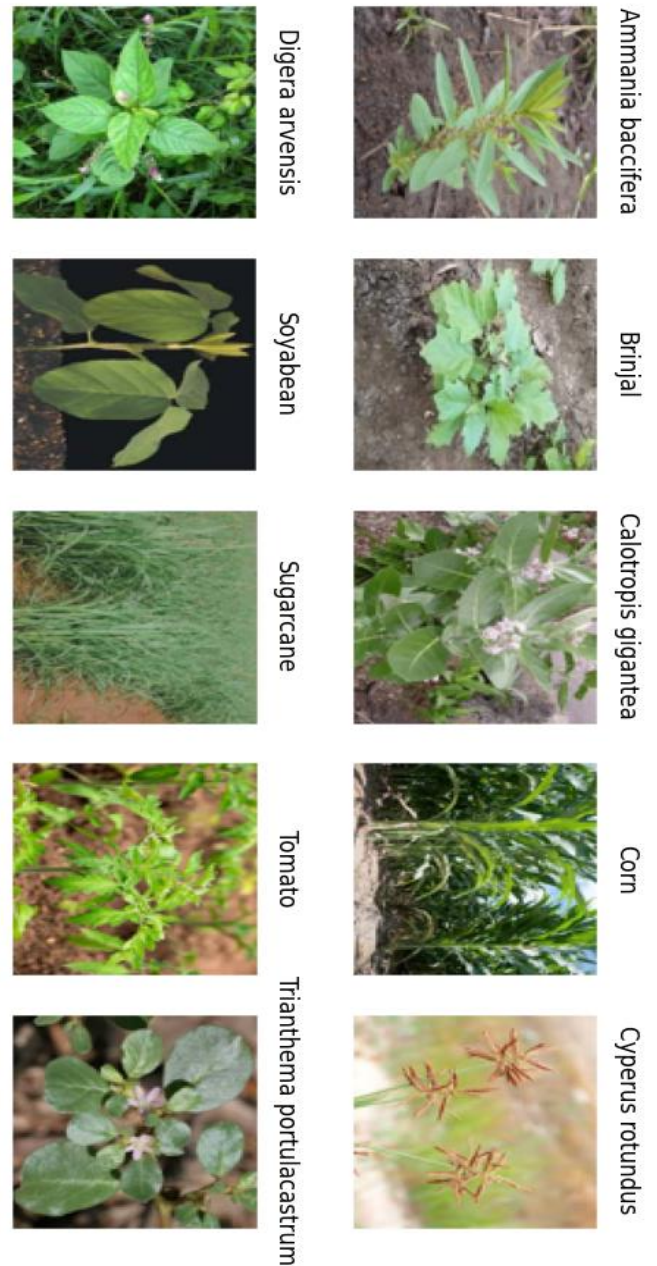 Ammania baccifera
Brinjal
Calotropis gigantea
Corn
Cyperus rotundus
Digera arvensis
Soyabean
Sugarcane
Tomato
Trianthema portulacastrum